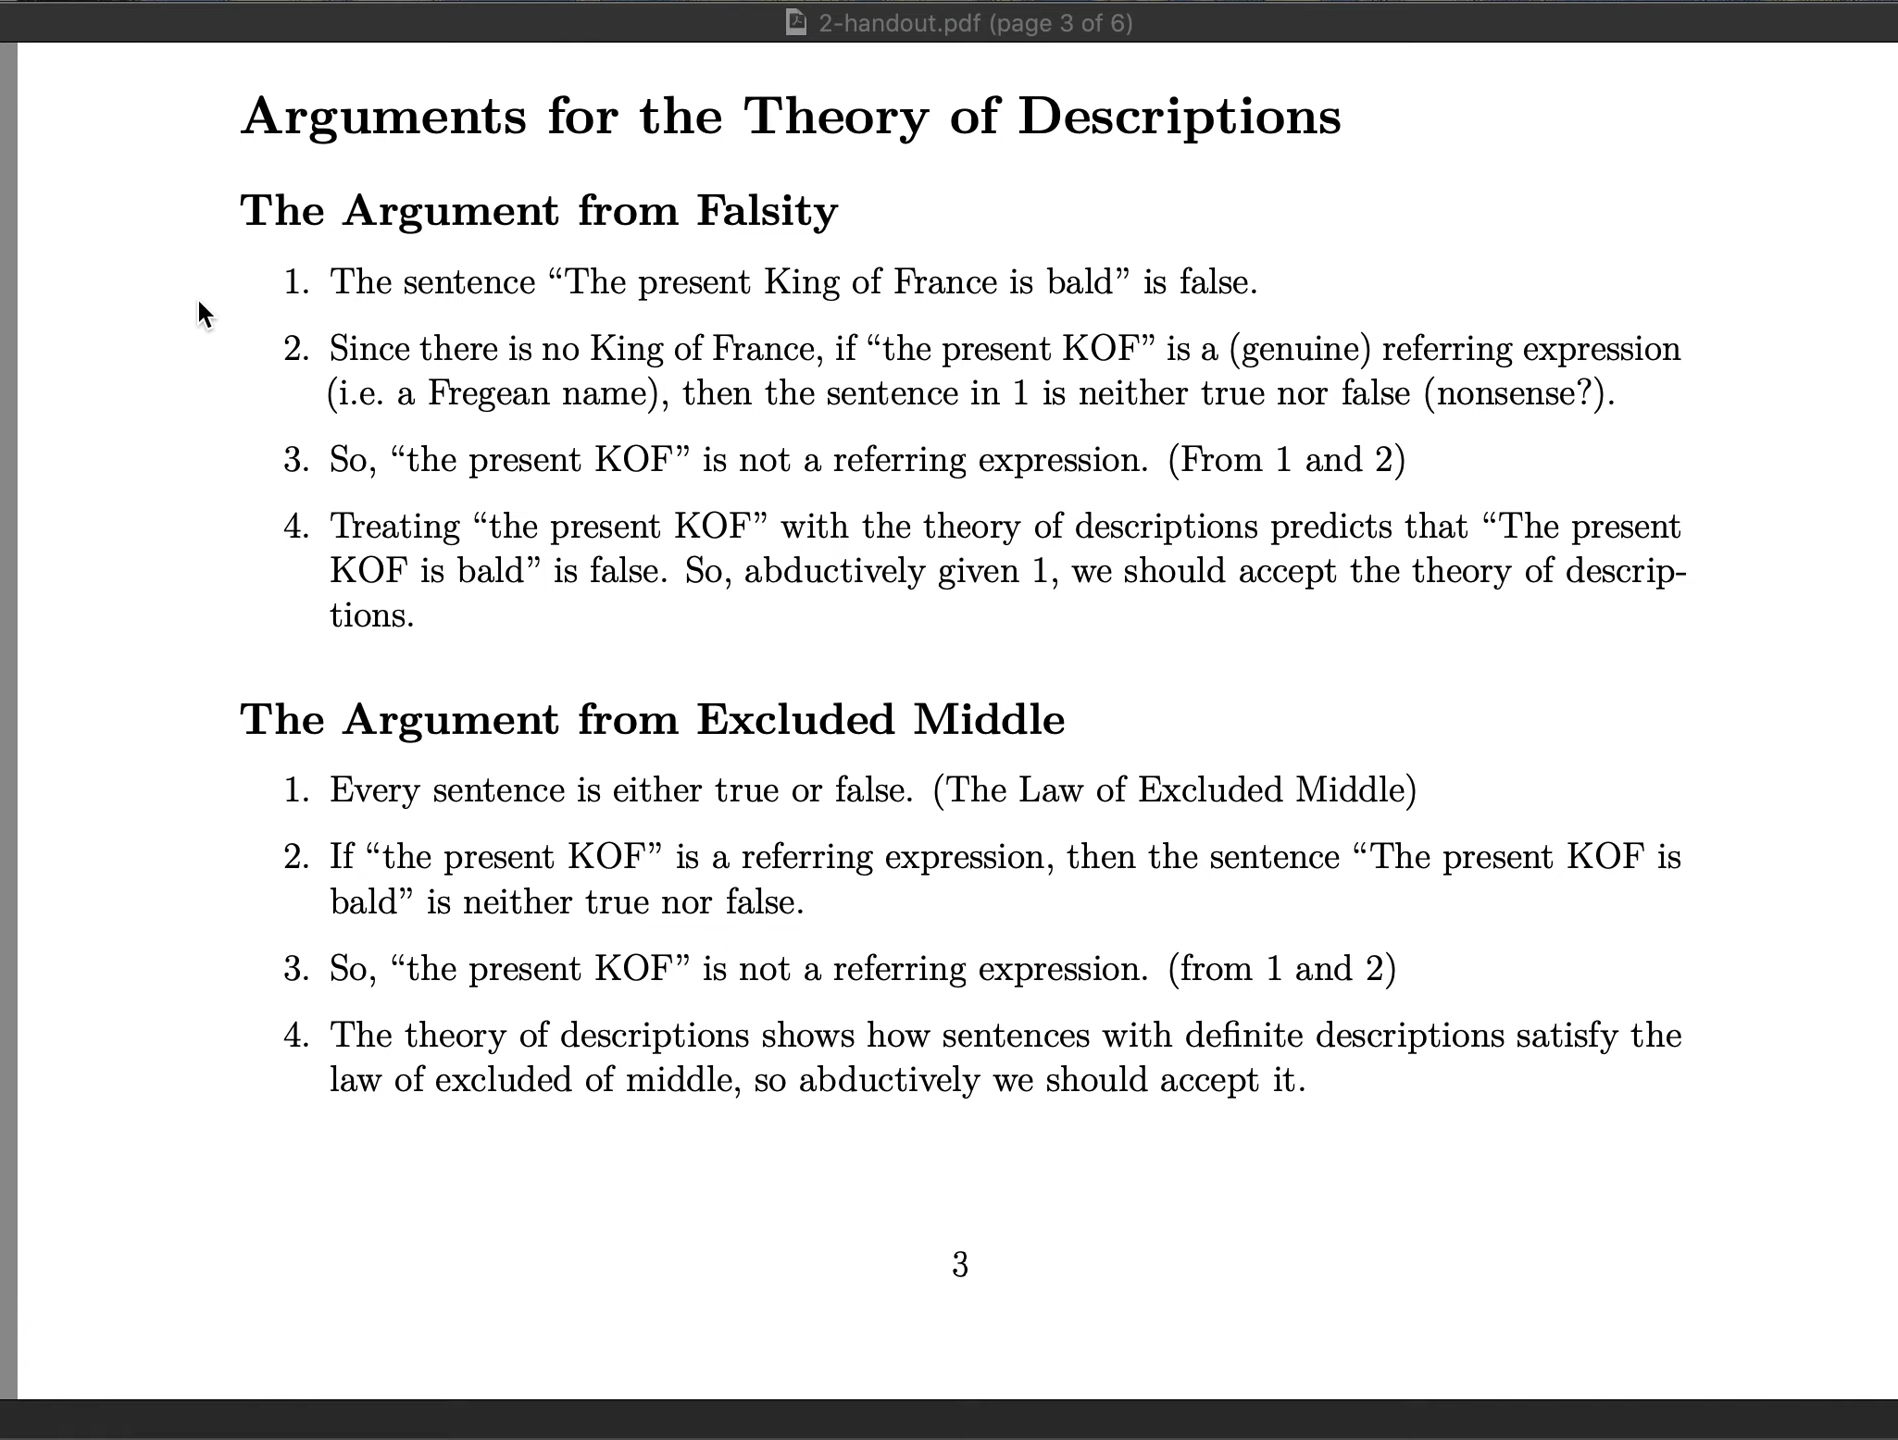 2-handout.pdf (page 3 of 6)
Arguments for the Theory of Descriptions
The Argument from Falsity
1. The sentence “The present King of France is bald” is false.
2. Since there is no King of France, if “the present KOF” is a (genuine) referring expression
(i.e. a Fregean name), then the sentence in 1 is neither true nor false (nonsense?).
3. So, “the present KOF” is not a referring expression. (From 1 and 2)
4. Treating “the present KOF” with the theory of descriptions predicts that “The present
KOF is bald” is false. So, abductively given 1, we should accept the theory of descrip-
tions.
The Argument from Excluded Middle
1. Every sentence is either true or false. (The Law of Excluded Middle)
2. If “the present KOF” is a referring expression, then the sentence “The present KOF is
bald” is neither true nor false.
3. So, “the present KOF” is not a referring expression. (from 1 and 2)
4. The theory of descriptions shows how sentences with definite descriptions satisfy the
law of excluded of middle, so abductively we should accept it.
3